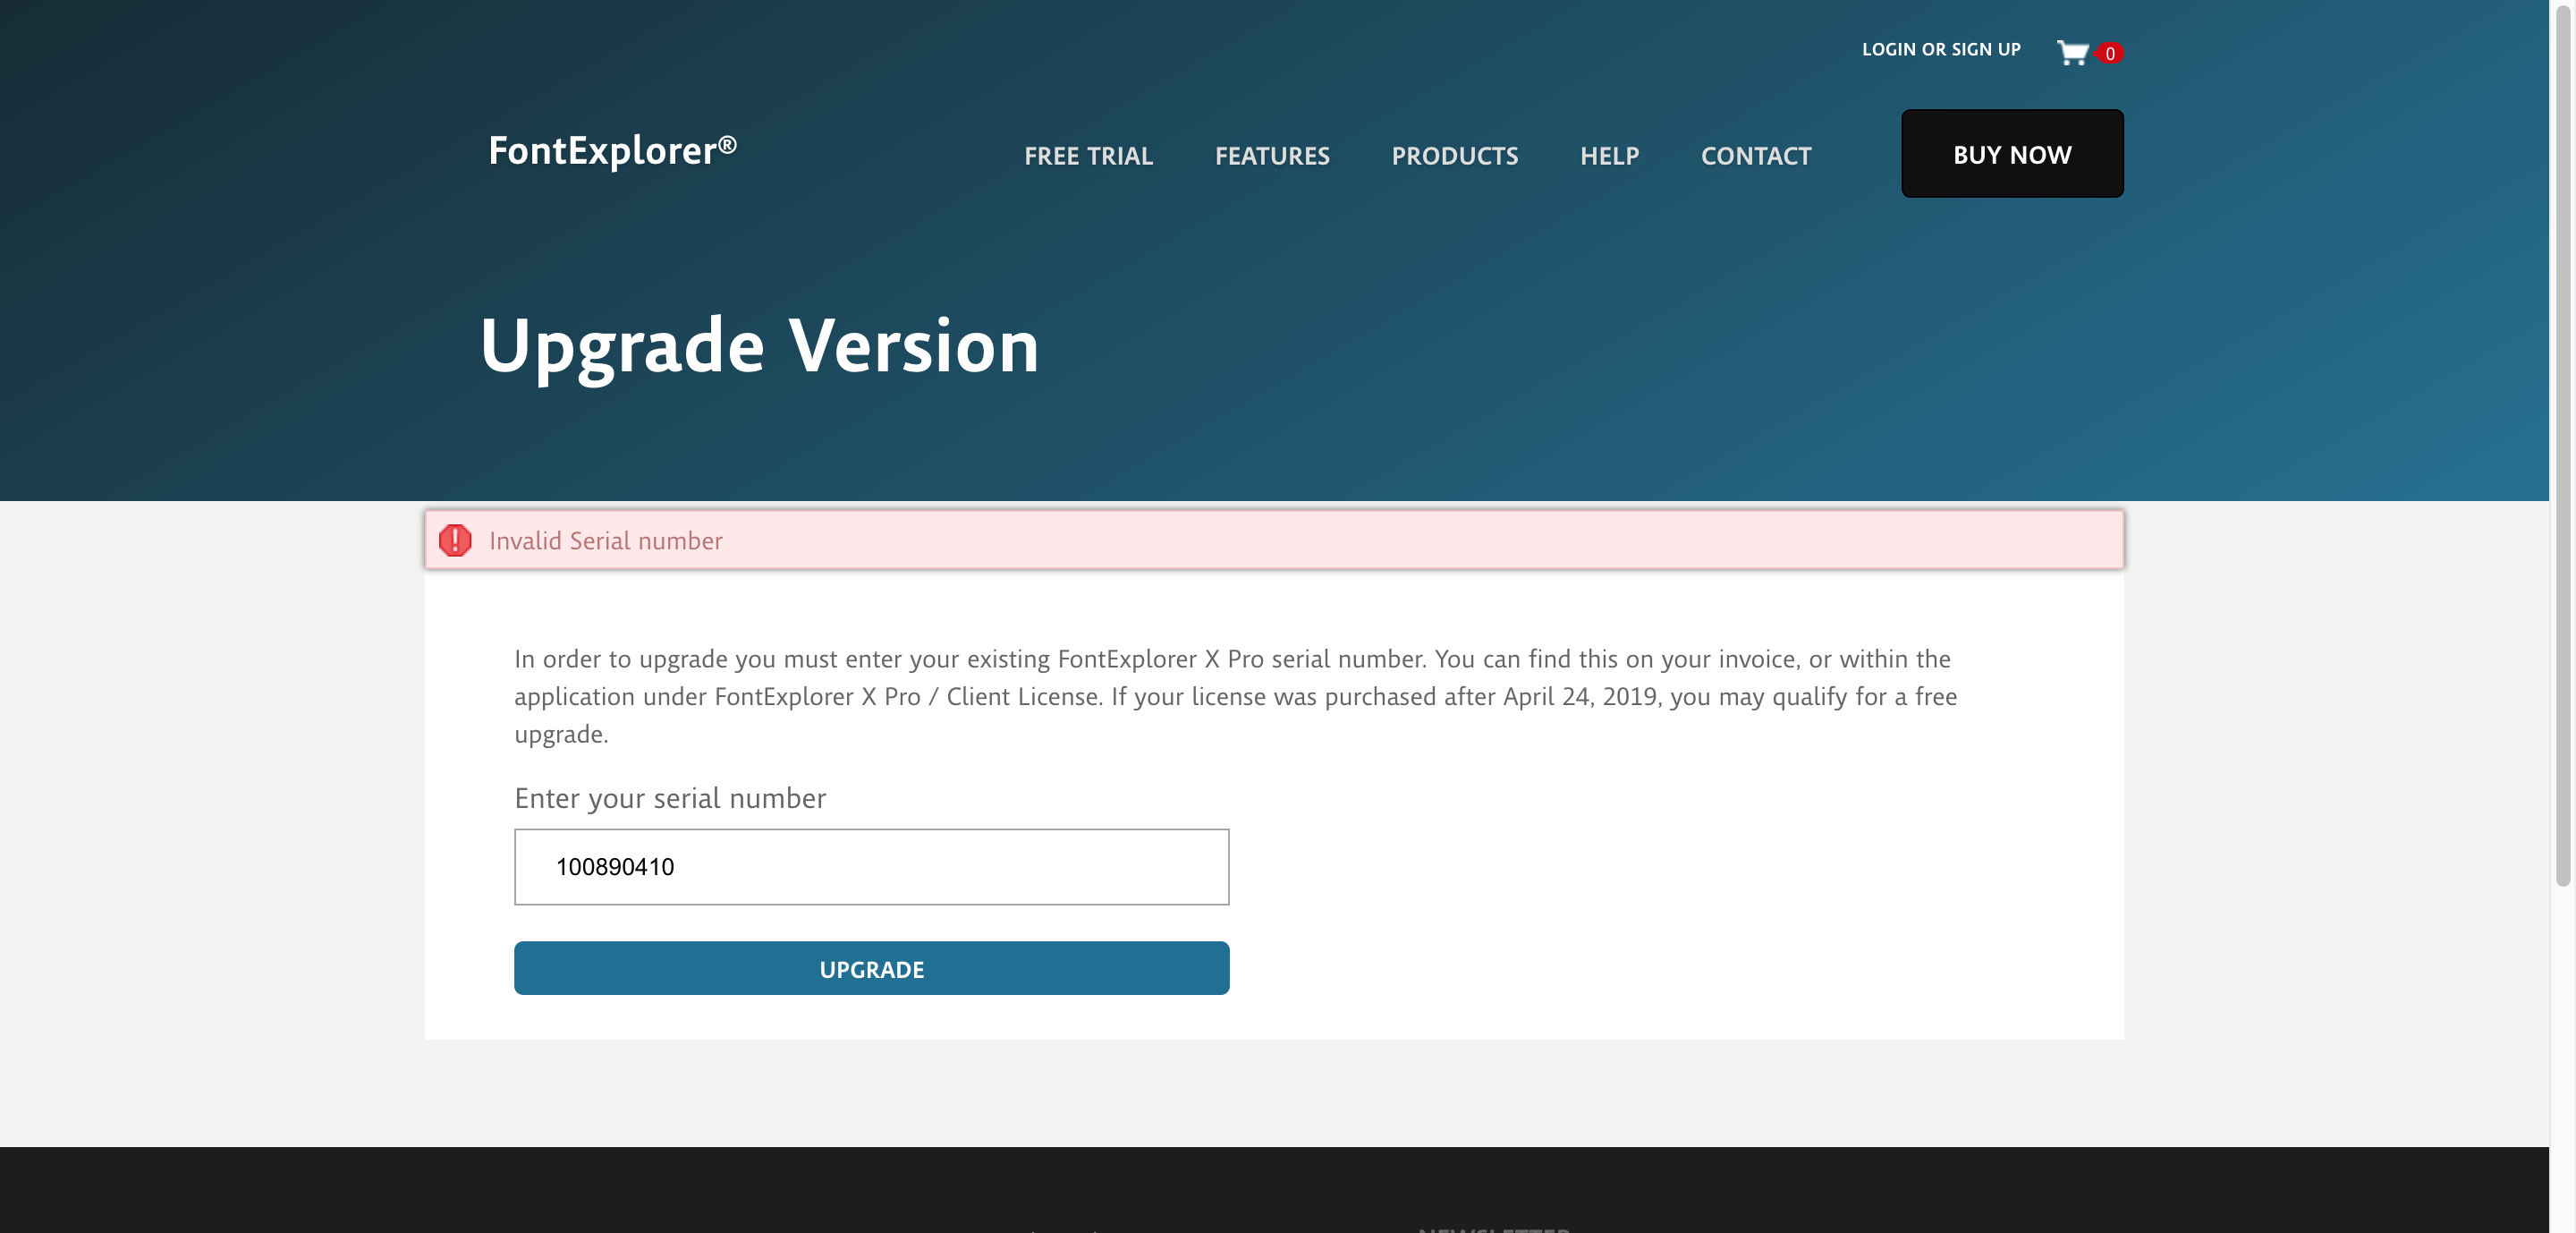 LOGIN OR SIGN UP
0
FontExplorer®
FREE TRIAL
FEATURES
PRODUCTS
HELP
CONTACT
BUY NOW
Upgrade Version
Invalid Serial number
In order to upgrade you must enter your existing FontExplorer X Pro serial number. You can find this on your invoice, or within the
application under FontExplorer X Pro / Client License. If your license was purchased after April 24, 2019, you may qualify for a free
upgrade.
Enter your serial number
100890410
UPGRADE
NEWSLETTER